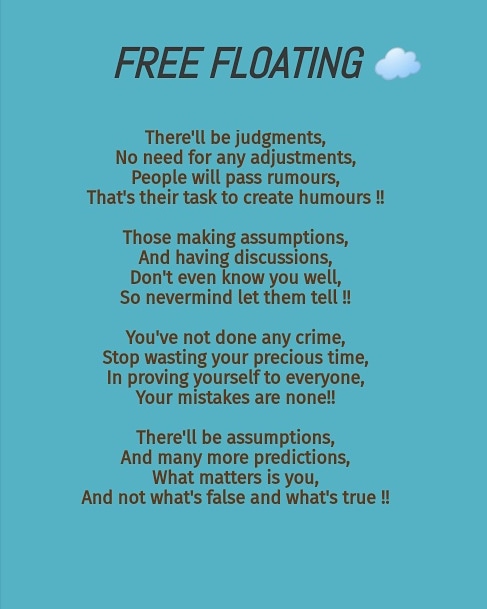 FREE FLOATING ☁️
There'll be judgments,
No need for any adjustments,
People will pass rumours,
That's their task to create humours !!
Those making assumptions,
And having discussions,
Don't even know you well,
So nevermind let them tell !!
You've not done any crime,
Stop wasting your precious time,
In proving yourself to everyone,
Your mistakes are none!!
There'll be assumptions,
And many more predictions,
What matters is you,
And not what's false and what's true !!